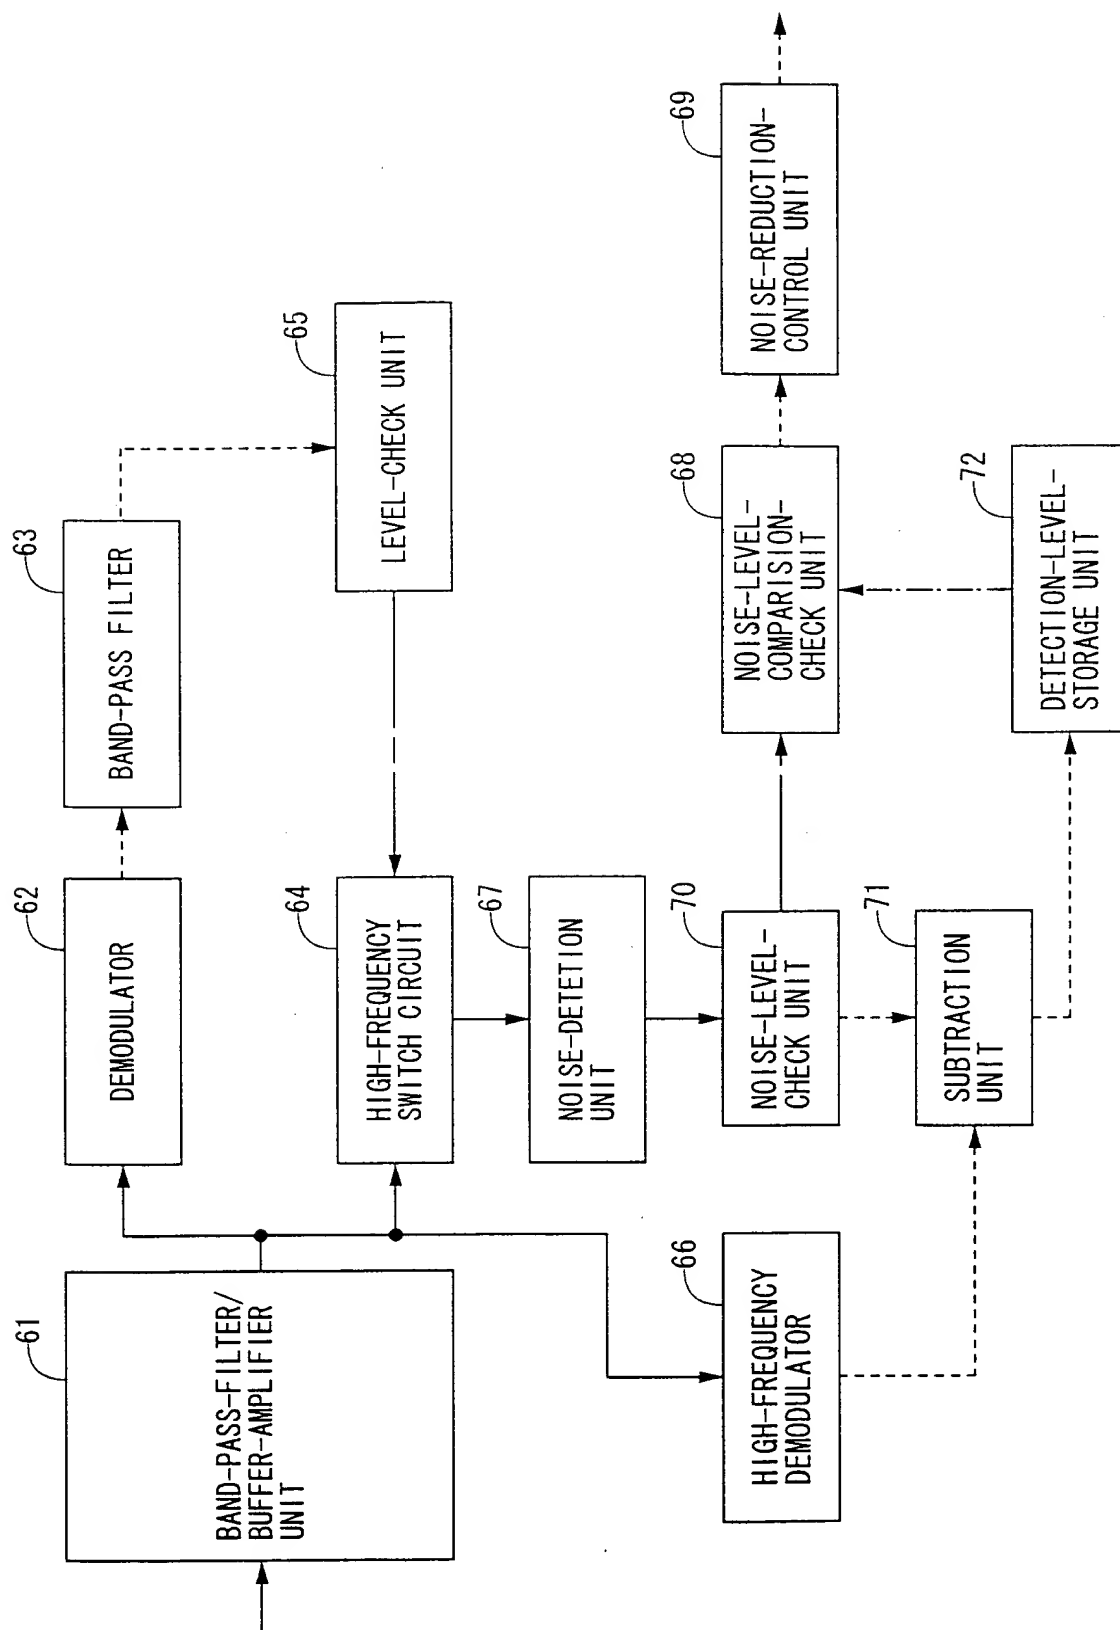 61
BAND-PASS-FILTER/
BUFFER-AMPLIFIER
UNIT
62
DEMODULATOR
63
BAND-PASS FILTER
64
HIGH-FREQUENCY
SWITCH CIRCUIT
65
LEVEL-CHECK UNIT
66
HIGH-FREQUENCY
DEMODULATOR
67
NOISE-DETETION
UNIT
70
NOISE-LEVEL-
CHECK UNIT
68
NOISE-LEVEL-
COMPARISION-
CHECK UNIT
69
NOISE-REDUCTION-
CONTROL UNIT
71
SUBTRACTION
UNIT
72
DETECTION-LEVEL-
STORAGE UNIT